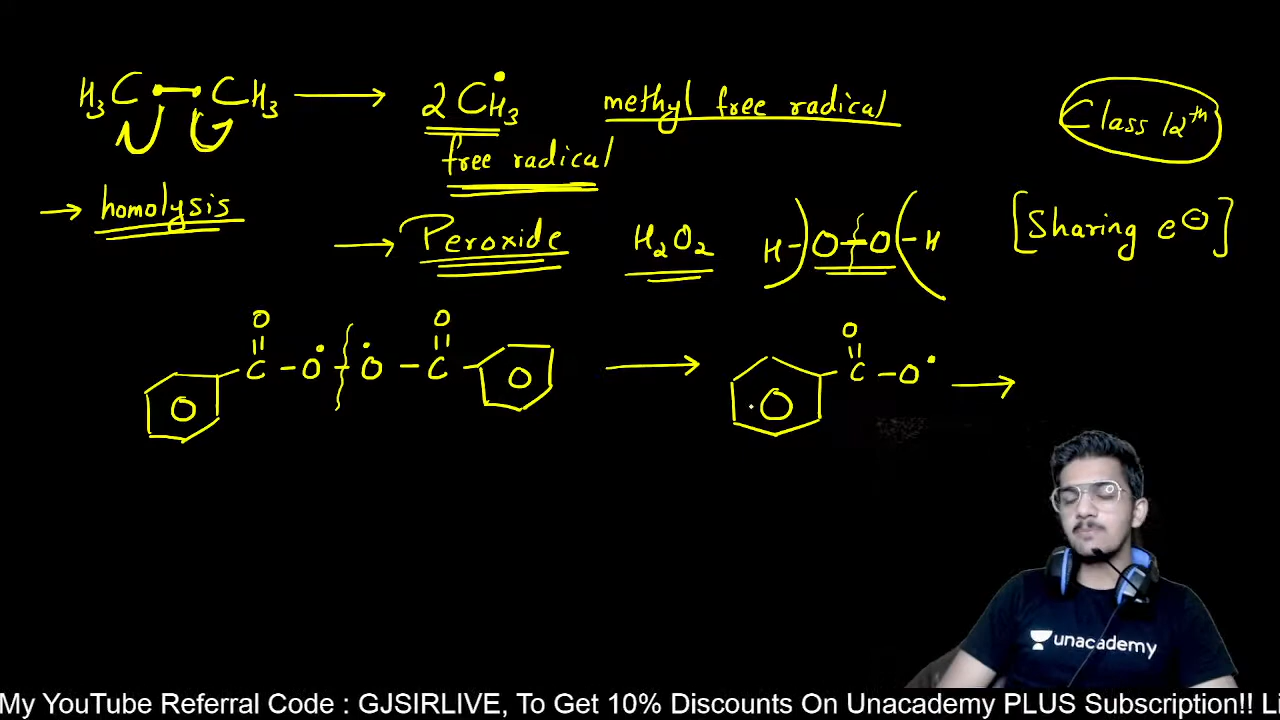 H₃C — CH₃ → 2CH₃• methyl free radical
Class 12th
free radical
→ homolysis
→ Peroxide H₂O₂ H–O–O–H [Sharing e⊖]
O O O
|| || ||
C – O• – •O – C → C – O• →
unacademy
My YouTube Referral Code : GJSIRLIVE, To Get 10% Discounts On Unacademy PLUS Subscription!! Li